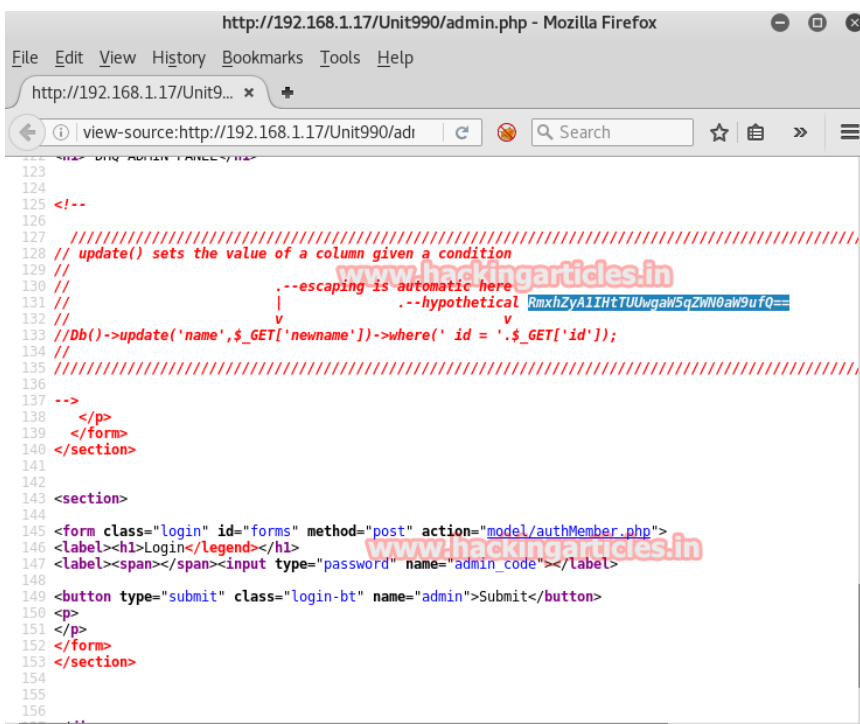 http://192.168.1.17/Unit990/admin.php - Mozilla Firefox
File Edit View History Bookmarks Tools Help
http://192.168.1.17/Unit9... × +
view-source:http://192.168.1.17/Unit990/adr Search
122 <h1> DHQ ADMIN PANEL</h1>
123
124
125 <!--
126
127 //////////////////////////////////////////////////////////////////////////////////////////////////
128 // update() sets the value of a column given a condition
129 //
www.hackingarticles.in
130 // .--escaping is automatic here
131 // | .--hypothetical RmxhZyA1IHtTUUwgaW5qZWN0aW9ufQ==
132 // v v
133 //Db()->update('name',$_GET['newname'])->where(' id = '.$_GET['id']);
134 //
135 //////////////////////////////////////////////////////////////////////////////////////////////////
136
137 -->
138 </p>
139 </form>
140 </section>
141
142
143 <section>
144
145 <form class="login" id="forms" method="post" action="model/authMember.php">
146 <label><h1>Login</legend></h1>
www.hackingarticles.in
147 <label><span></span><input type="password" name="admin_code"></label>
148
149 <button type="submit" class="login-bt" name="admin">Submit</button>
150 <p>
151 </p>
152 </form>
153 </section>
154
155
156